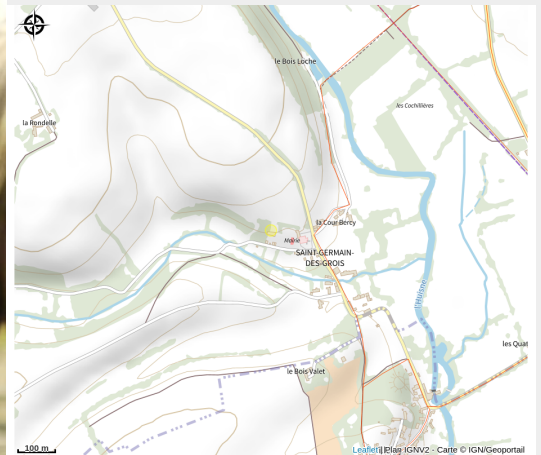 le Bois Loche
les Cochillières
la Rondelle
la Cour Bercy
Mairie
SAINT-GERMAIN-
DES-GROIS
l'Huisne
les Quat
le Bois Valet
100 m
Leaflet | Plan IGNV2 - Carte © IGN/Geoportail